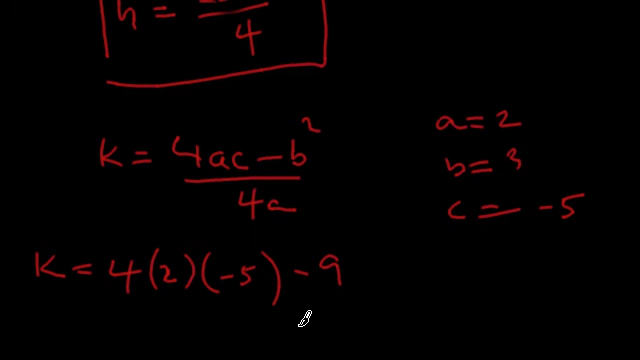 h = 4
K = 4ac - b² / 4a
a = 2
b = 3
c = -5
K = 4(2)(-5) - 9